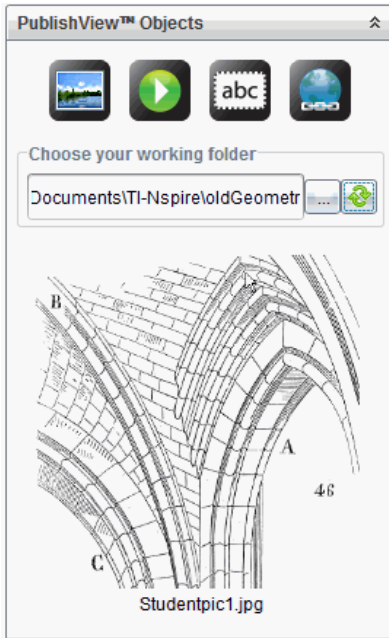 PublishView™ Objects
abc
Choose your working folder
Documents\TI-Nspire\oldGeometr
...
B
A
46
C
Studentpic1.jpg